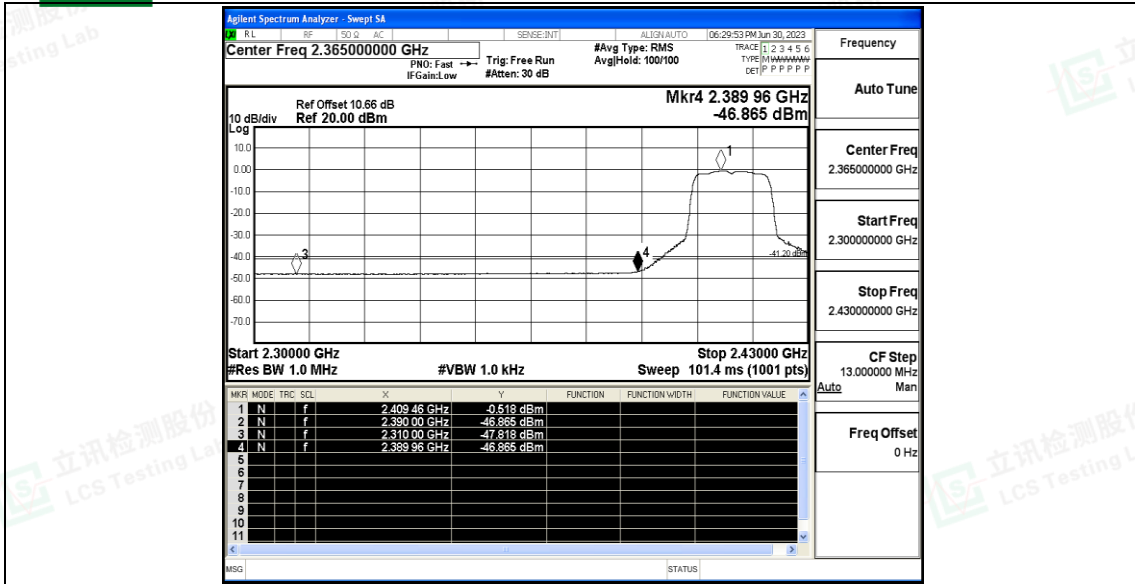 Agilent Spectrum Analyzer - Swept SA
RL RF 50 Ω AC SENSE:INT ALIGN AUTO 06:29:53 PM Jun 30, 2023
Center Freq 2.365000000 GHz
PNO: Fast
IFGain:Low
Trig: Free Run
#Atten: 30 dB
#Avg Type: RMS
Avg|Hold: 100/100
TRACE 1 2 3 4 5 6
TYPE MWWWWW
DET P P P P P P
Frequency
Auto Tune
Ref Offset 10.66 dB
10 dB/div Ref 20.00 dBm
Log
Mkr4 2.389 96 GHz
-46.865 dBm
10.0
0.00
-10.0
-20.0
-30.0
-40.0
-50.0
-60.0
-70.0
1
3
4
-41.20 dBm
Center Freq
2.365000000 GHz
Start Freq
2.300000000 GHz
Stop Freq
2.430000000 GHz
CF Step
13.000000 MHz
Auto Man
Freq Offset
0 Hz
Start 2.30000 GHz Stop 2.43000 GHz
#Res BW 1.0 MHz #VBW 1.0 kHz Sweep 101.4 ms (1001 pts)
MKR MODE TRC SCL X Y FUNCTION FUNCTION WIDTH FUNCTION VALUE
1 N f 2.409 46 GHz -0.518 dBm
2 N f 2.390 00 GHz -46.865 dBm
3 N f 2.310 00 GHz -47.818 dBm
4 N f 2.389 96 GHz -46.865 dBm
5
6
7
8
9
10
11
MSG STATUS
立讯检测股份
LCS Testing Lab
立讯检测股份
LCS Testing L